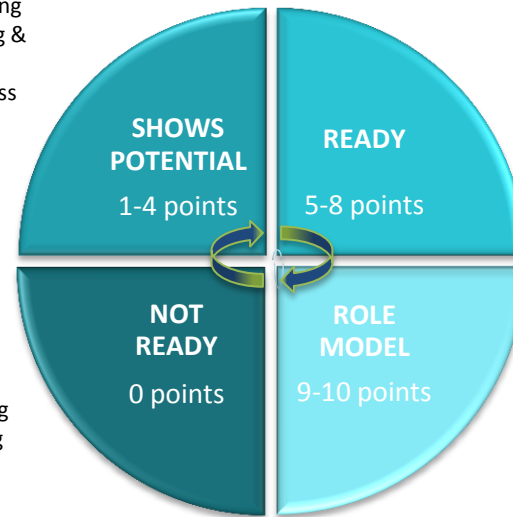 SHOWS
POTENTIAL
1-4 points
READY
5-8 points
NOT
READY
0 points
ROLE
MODEL
9-10 points